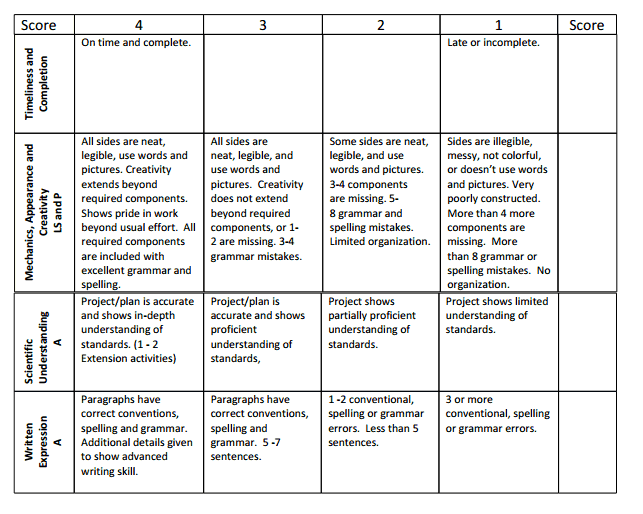 Score 4 3 2 1 Score
Timeliness and
Completion
On time and complete.
Late or incomplete.
Mechanics, Appearance and
Creativity
LS and P
All sides are neat,
legible, use words and
pictures. Creativity
extends beyond
required components.
Shows pride in work
beyond usual effort. All
required components
are included with
excellent grammar and
spelling.
All sides are
neat, legible, and
use words and
pictures. Creativity
does not extend
beyond required
components, or 1-
2 are missing. 3-4
grammar mistakes.
Some sides are neat,
legible, and use
words and pictures.
3-4 components
are missing. 5-
8 grammar and
spelling mistakes.
Limited organization.
Sides are illegible,
messy, not colorful,
or doesn't use words
and pictures. Very
poorly constructed.
More than 4 more
components are
missing. More
than 8 grammar or
spelling mistakes. No
organization.
Scientific
Understanding
A
Project/plan is accurate
and shows in-depth
understanding of
standards. (1 - 2
Extension activities)
Project/plan is
accurate and shows
proficient
understanding of
standards,
Project shows
partially proficient
understanding of
standards.
Project shows limited
understanding of
standards.
Written
Expression
A
Paragraphs have
correct conventions,
spelling and grammar.
Additional details given
to show advanced
writing skill.
Paragraphs have
correct conventions,
spelling and
grammar. 5 -7
sentences.
1 -2 conventional,
spelling or grammar
errors. Less than 5
sentences.
3 or more
conventional, spelling
or grammar errors.